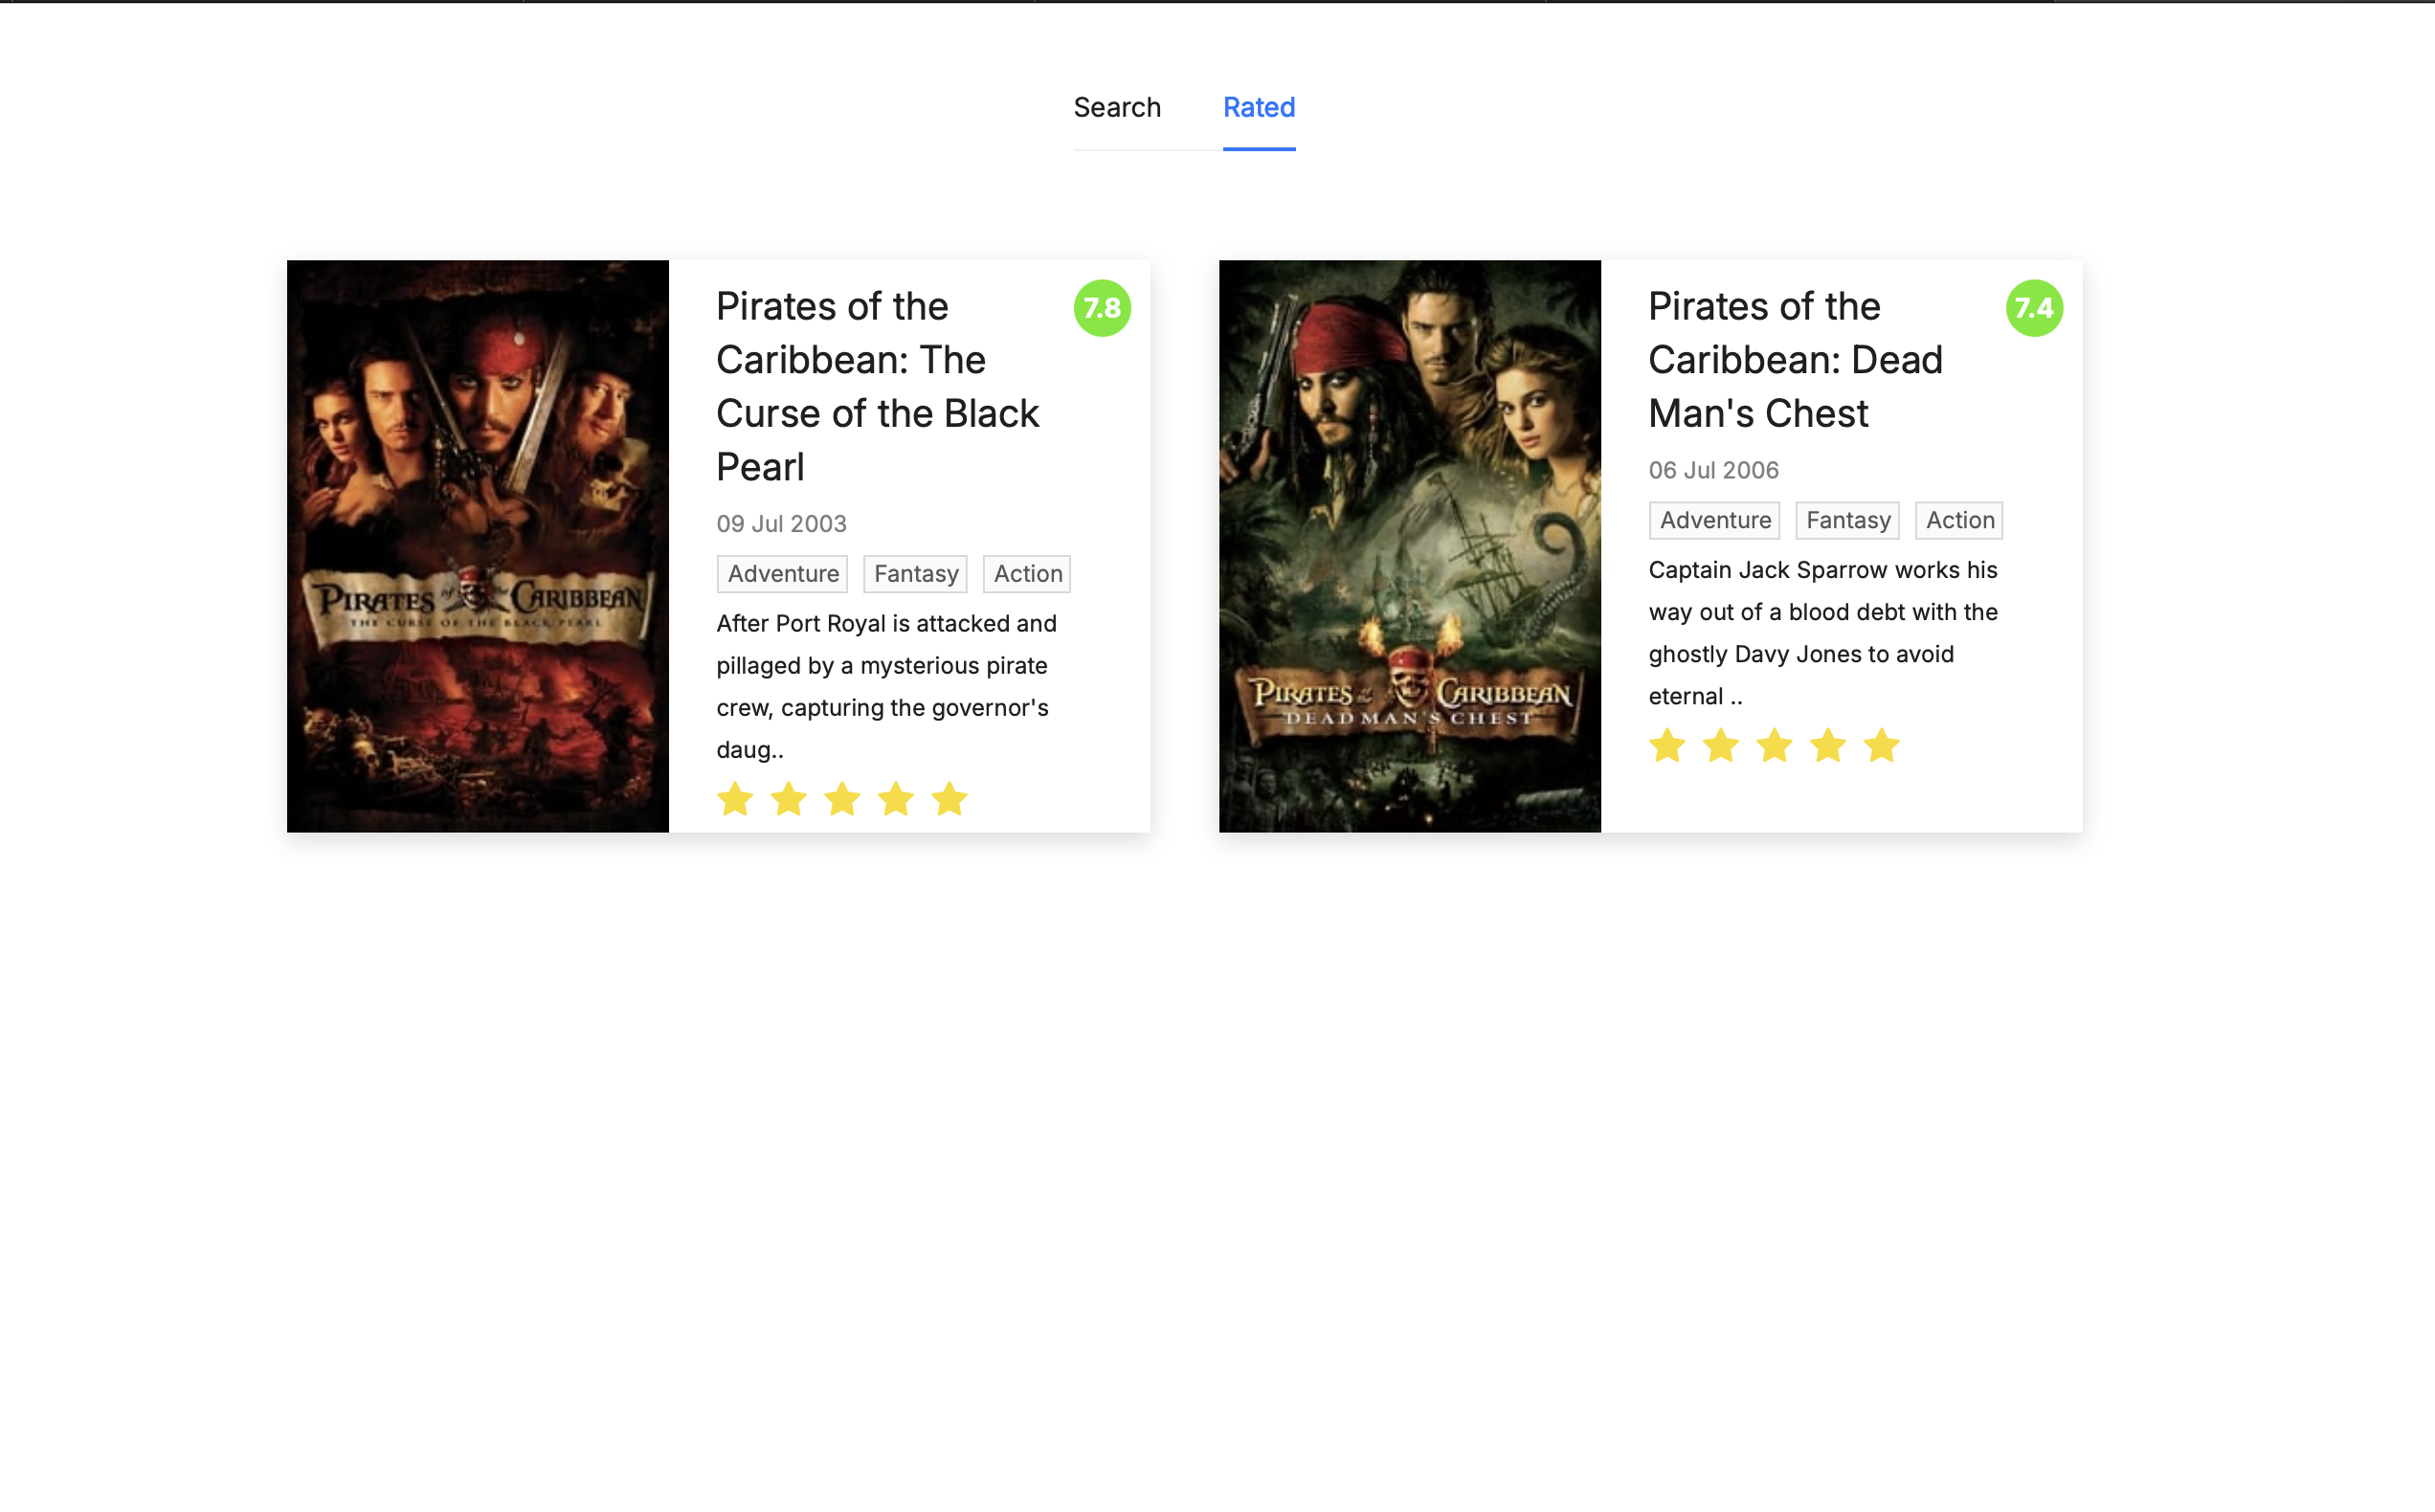 Search
Rated
Pirates of the
Caribbean: The
Curse of the Black
Pearl
7.8
09 Jul 2003
Adventure
Fantasy
Action
After Port Royal is attacked and
pillaged by a mysterious pirate
crew, capturing the governor's
daug..
PIRATES of the CARIBBEAN
THE CURSE OF THE BLACK PEARL
Pirates of the
Caribbean: Dead
Man's Chest
7.4
06 Jul 2006
Adventure
Fantasy
Action
Captain Jack Sparrow works his
way out of a blood debt with the
ghostly Davy Jones to avoid
eternal ..
PIRATES of the CARIBBEAN
DEAD MAN'S CHEST